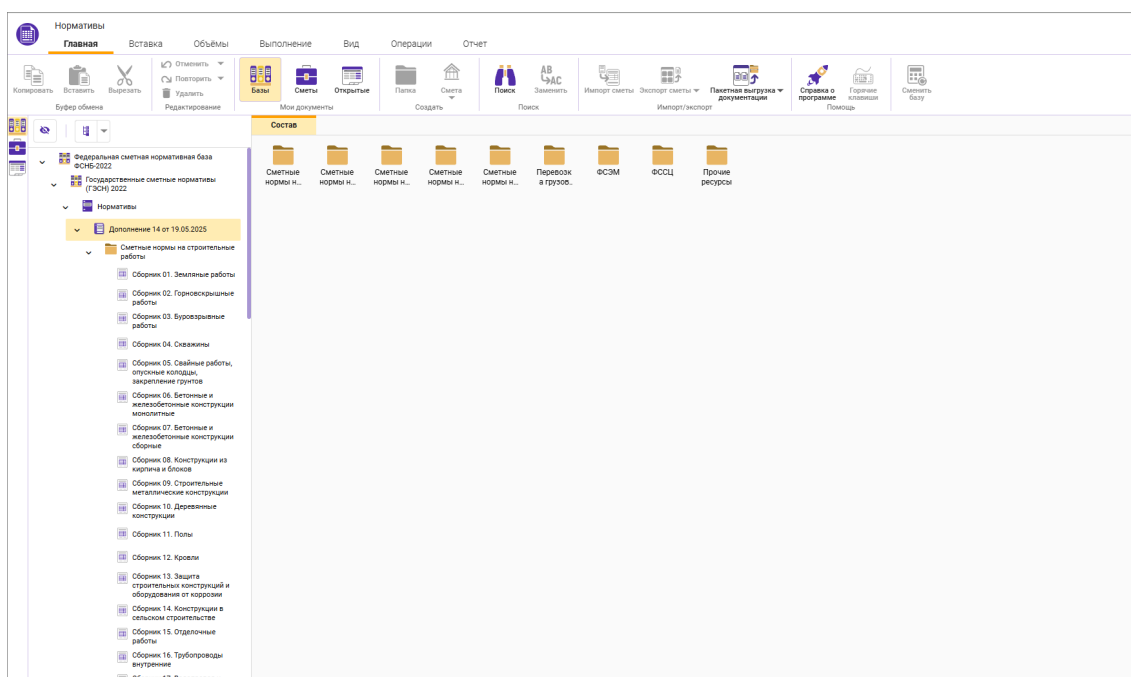 Нормативы
Главная Вставка Объёмы Выполнение Вид Операции Отчет
Копировать Вставить Вырезать
Отменить
Повторить
Удалить
Базы Сметы Открытые Папка Смета Поиск Заменить Импорт сметы Экспорт сметы Пакетная выгрузка документации Справка о программе Горячие клавиши Сменить базу
AB
AC
Буфер обмена Редактирование Мои документы Создать Поиск Импорт/экспорт Помощь
Состав
Федеральная сметная нормативная база
ФСНБ-2022
Государственные сметные нормативы
(ГЭСН) 2022
Нормативы
Дополнение 14 от 19.05.2025
Сметные нормы на строительные
работы
Сборник 01. Земляные работы
Сборник 02. Горновскрышные
работы
Сборник 03. Буровзрывные
работы
Сборник 04. Скважины
Сборник 05. Свайные работы,
опускные колодцы,
закрепление грунтов
Сборник 06. Бетонные и
железобетонные конструкции
монолитные
Сборник 07. Бетонные и
железобетонные конструкции
сборные
Сборник 08. Конструкции из
кирпича и блоков
Сборник 09. Строительные
металлические конструкции
Сборник 10. Деревянные
конструкции
Сборник 11. Полы
Сборник 12. Кровли
Сборник 13. Защита
строительных конструкций и
оборудования от коррозии
Сборник 14. Конструкции в
сельском строительстве
Сборник 15. Отделочные
работы
Сборник 16. Трубопроводы
внутренние
Сметные Сметные Сметные Сметные Сметные Перевозк ФСЭМ ФССЦ Прочие
нормы н... нормы н... нормы н... нормы н... нормы н... а грузов.. ресурсы